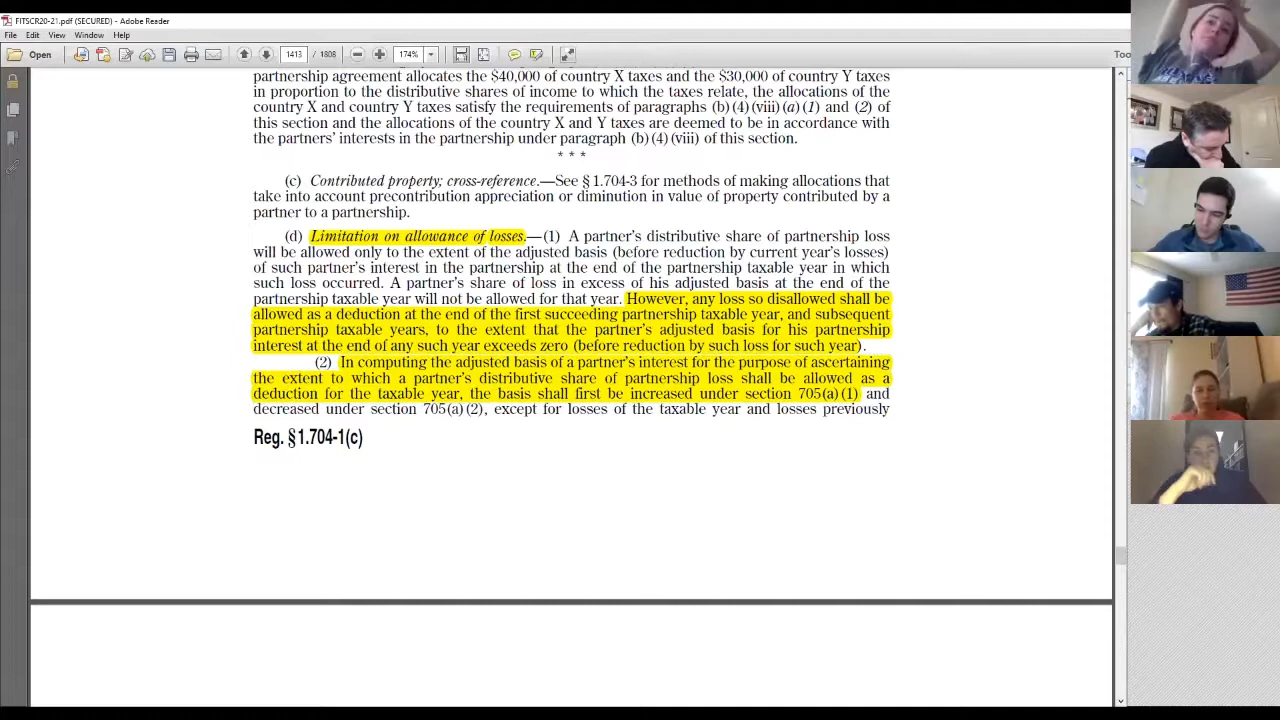 FITSCR20-21.pdf (SECURED) - Adobe Reader
File Edit View Window Help
Open 1413 / 1808 174% Too
partnership agreement allocates the $40,000 of country X taxes and the $30,000 of country Y taxes
in proportion to the distributive shares of income to which the taxes relate, the allocations of the
country X and country Y taxes satisfy the requirements of paragraphs (b)(4)(viii)(a)(1) and (2) of
this section and the allocations of the country X and Y taxes are deemed to be in accordance with
the partners' interests in the partnership under paragraph (b)(4)(viii) of this section.
* * *
(c) Contributed property; cross-reference.—See § 1.704-3 for methods of making allocations that
take into account precontribution appreciation or diminution in value of property contributed by a
partner to a partnership.
(d) Limitation on allowance of losses.—(1) A partner's distributive share of partnership loss
will be allowed only to the extent of the adjusted basis (before reduction by current year's losses)
of such partner's interest in the partnership at the end of the partnership taxable year in which
such loss occurred. A partner's share of loss in excess of his adjusted basis at the end of the
partnership taxable year will not be allowed for that year. However, any loss so disallowed shall be
allowed as a deduction at the end of the first succeeding partnership taxable year, and subsequent
partnership taxable years, to the extent that the partner's adjusted basis for his partnership
interest at the end of any such year exceeds zero (before reduction by such loss for such year).
(2) In computing the adjusted basis of a partner's interest for the purpose of ascertaining
the extent to which a partner's distributive share of partnership loss shall be allowed as a
deduction for the taxable year, the basis shall first be increased under section 705(a)(1) and
decreased under section 705(a)(2), except for losses of the taxable year and losses previously
Reg. §1.704-1(c)